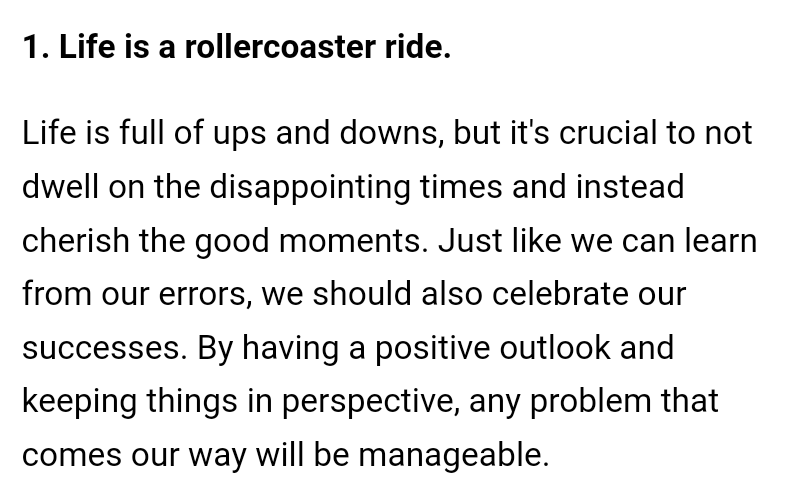 1. Life is a rollercoaster ride.
Life is full of ups and downs, but it's crucial to not
dwell on the disappointing times and instead
cherish the good moments. Just like we can learn
from our errors, we should also celebrate our
successes. By having a positive outlook and
keeping things in perspective, any problem that
comes our way will be manageable.